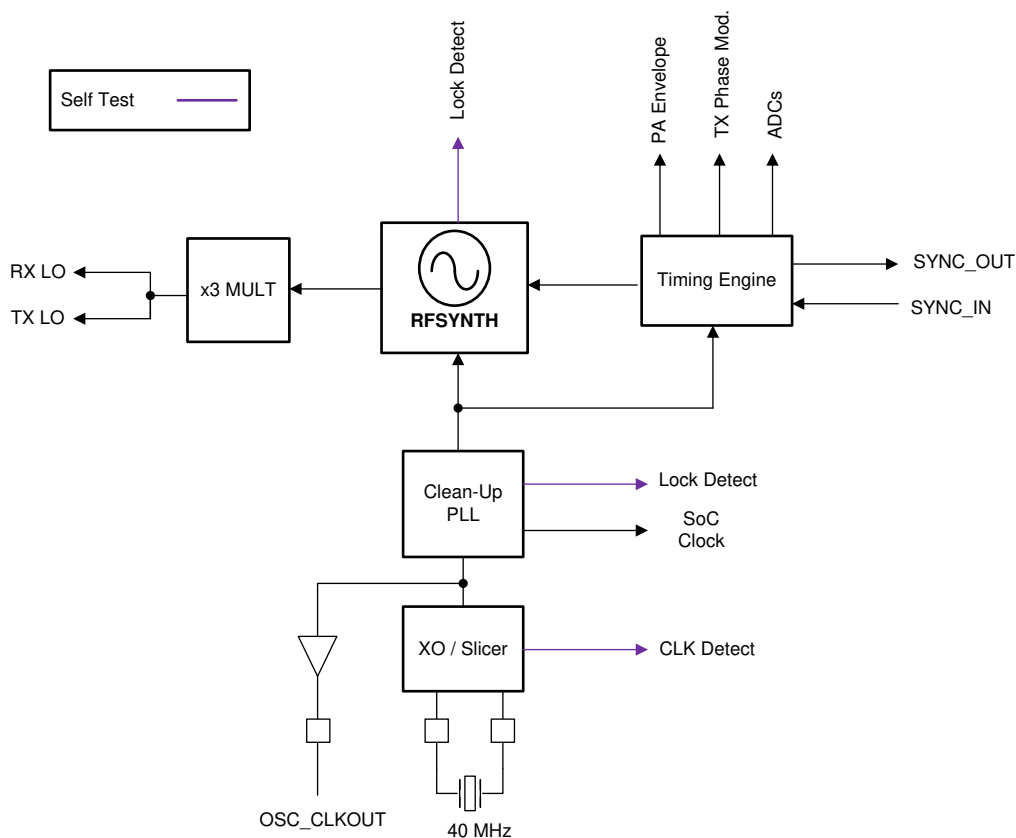 Lock Detect
PA Envelope
TX Phase Mod.
ADCs
Self Test
RX LO
TX LO
x3 MULT
RFSYNTH
Timing Engine
SYNC_OUT
SYNC_IN
Clean-Up
PLL
Lock Detect
SoC
Clock
XO / Slicer
CLK Detect
OSC_CLKOUT
40 MHz